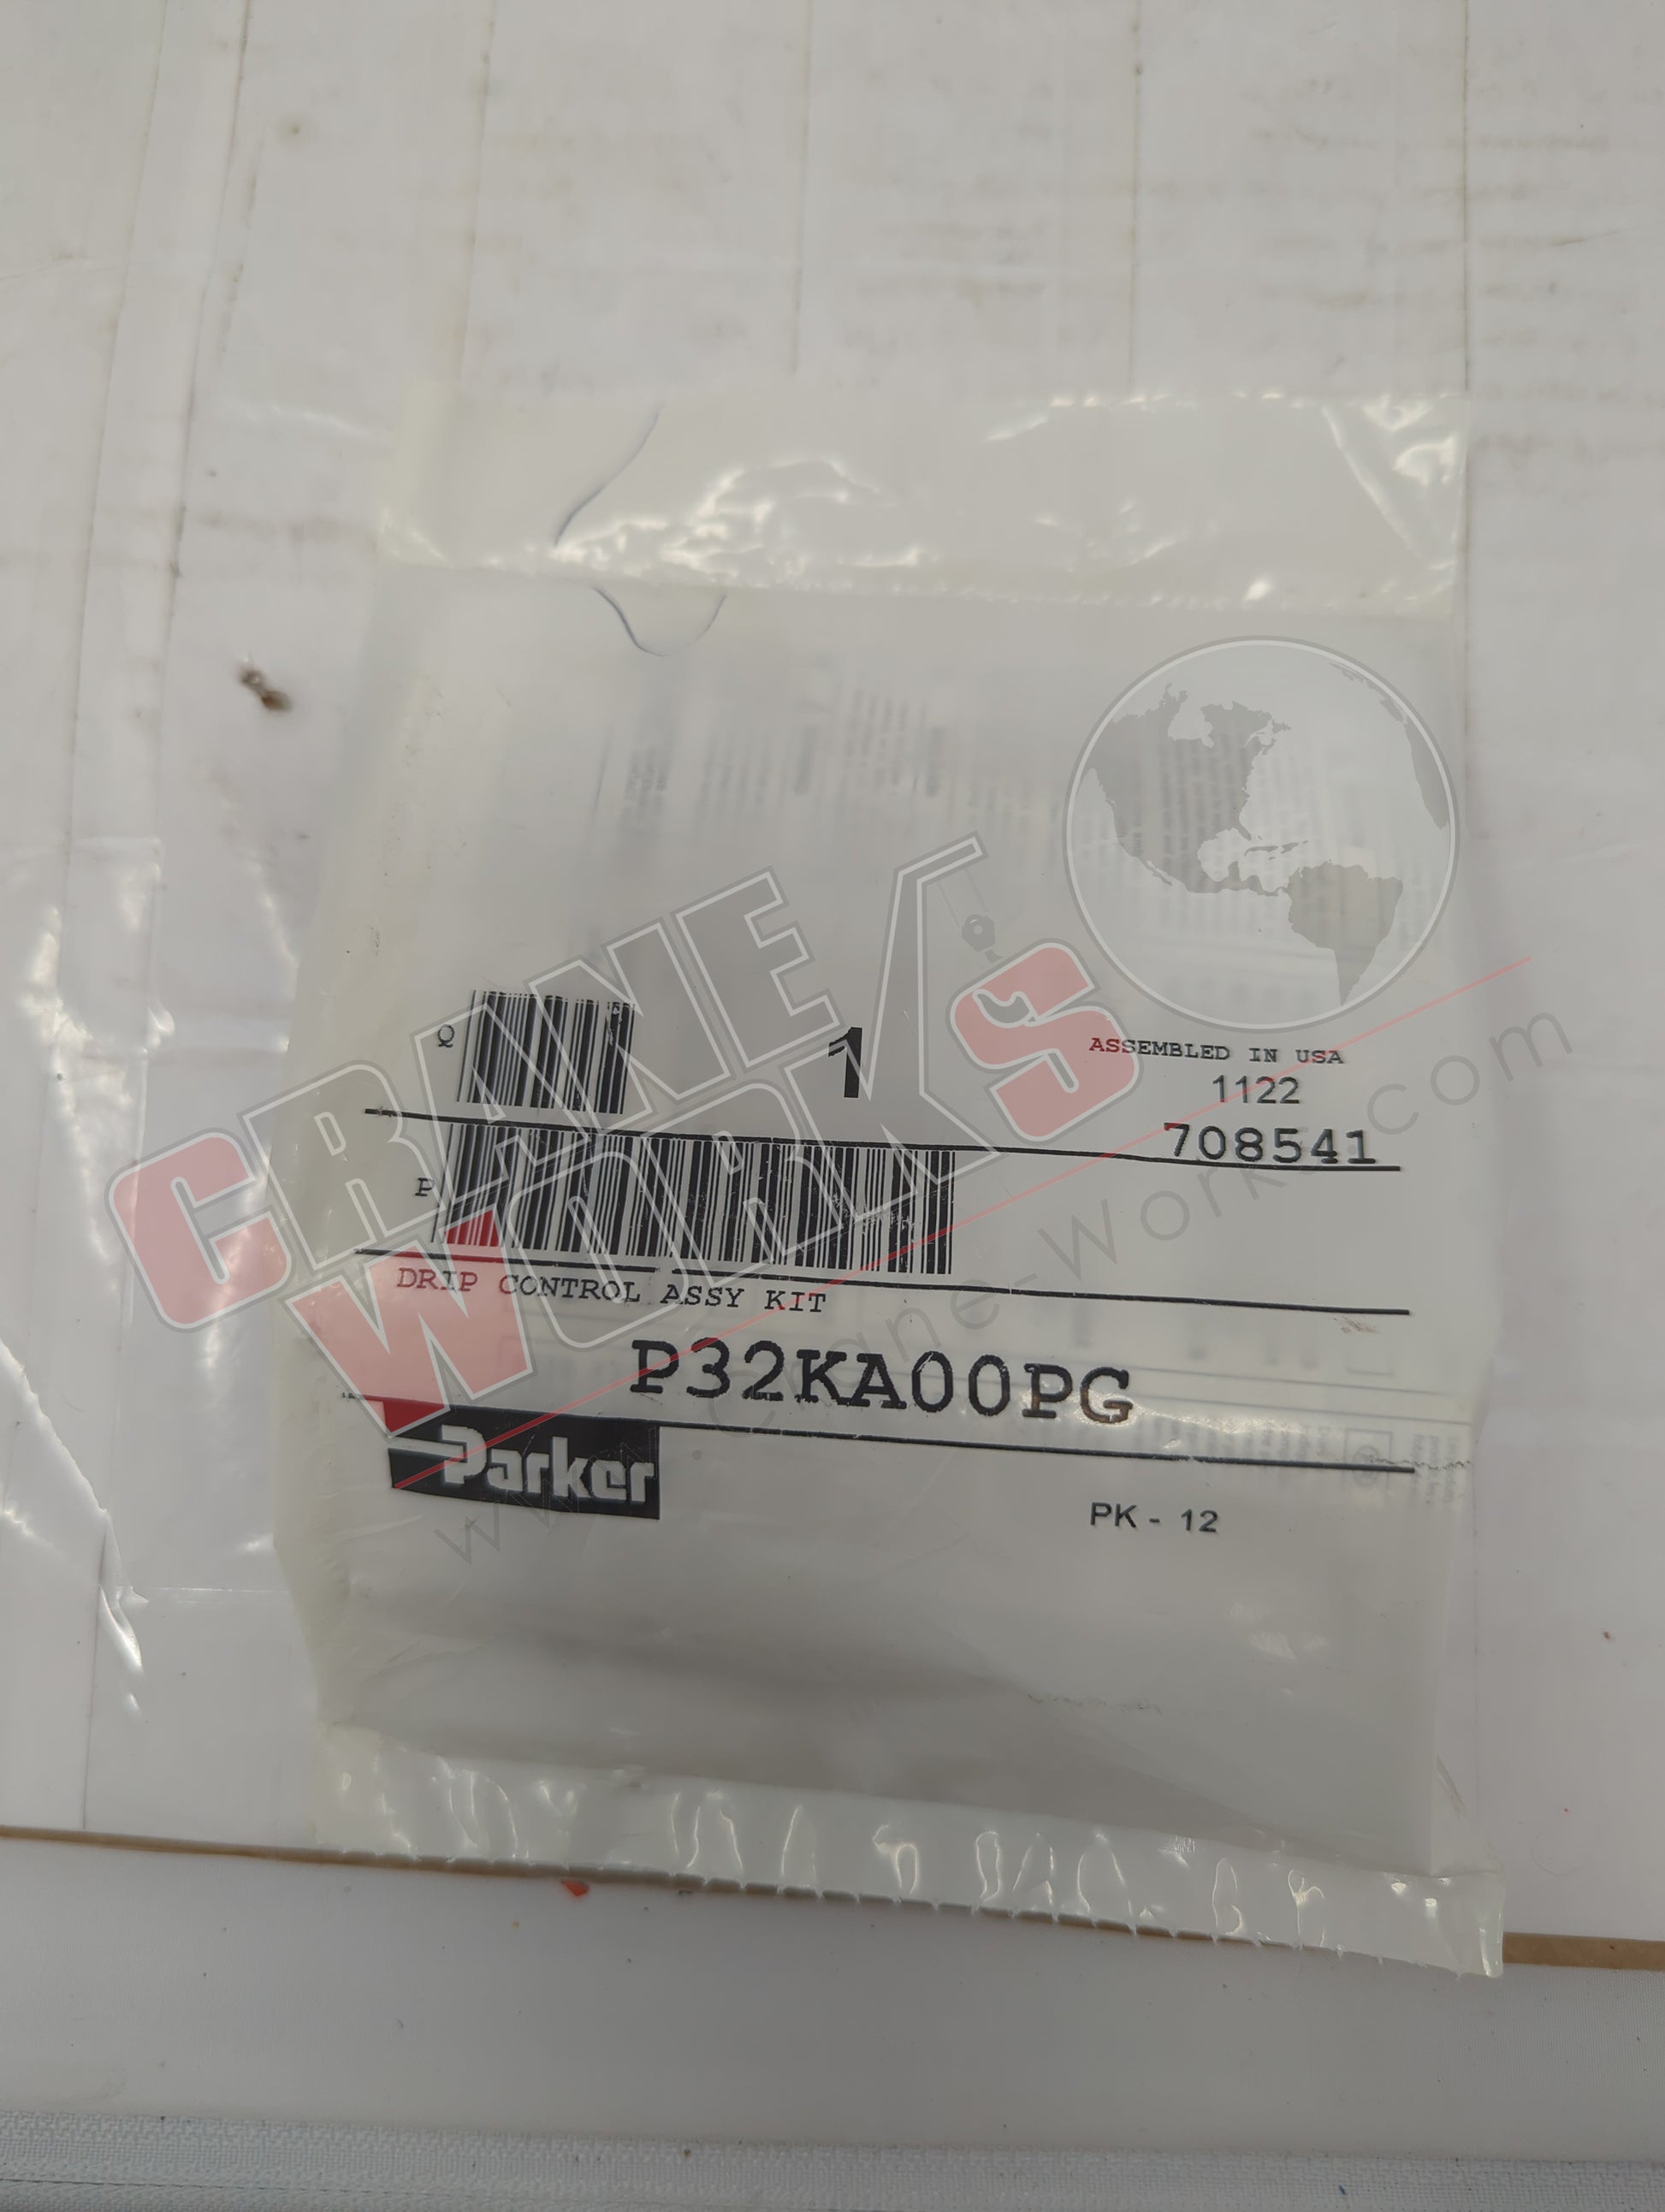 Q
1
ASSEMBLED IN USA
1122
708541
P
DRIP CONTROL ASSY KIT
P32KA00PG
Parker
PK - 12
CRANE
WORKS
www.Crane-Works.com